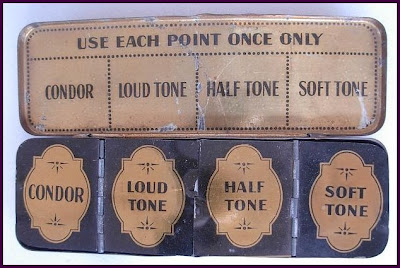 USE EACH POINT ONCE ONLY
CONDOR LOUD TONE HALF TONE SOFT TONE
CONDOR
LOUD
TONE
HALF
TONE
SOFT
TONE